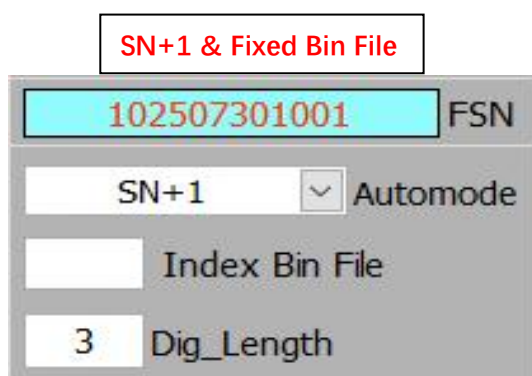 SN+1 & Fixed Bin File
102507301001 FSN
SN+1 Automode
Index Bin File
3 Dig_Length